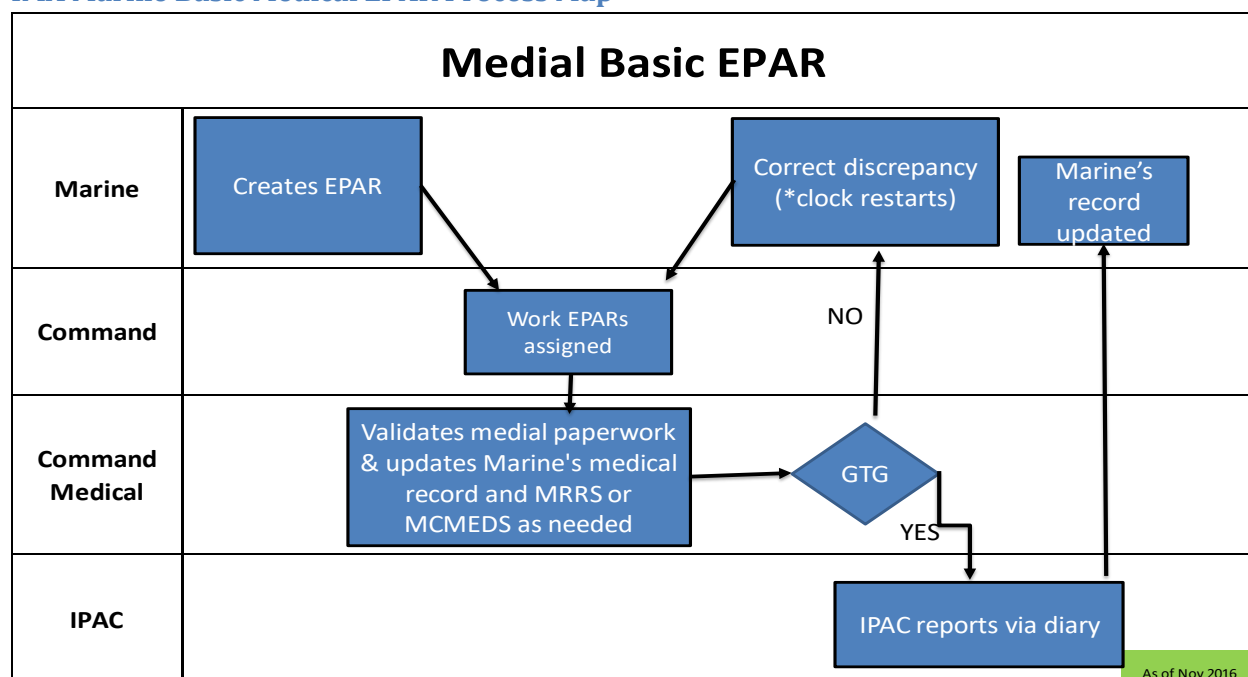 Medial Basic EPAR
Marine
Creates EPAR
Correct discrepancy
(*clock restarts)
Marine's
record
updated
Command
Work EPARs
assigned
NO
Command
Medical
Validates medial paperwork
& updates Marine's medical
record and MRRS or
MCMEDS as needed
GTG
YES
IPAC
IPAC reports via diary
As of Nov 2016